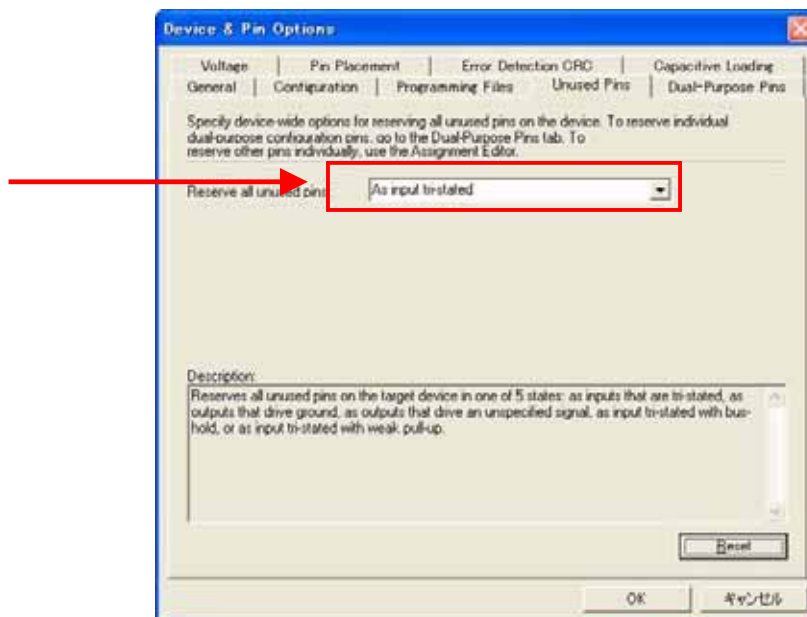 Device & Pin Options
Voltage Pin Placement Error Detection CRC Capacitive Loading
General Configuration Programming Files Unused Pins Dual-Purpose Pins
Specify device-wide options for reserving all unused pins on the device. To reserve individual
dual-purpose configuration pins, go to the Dual-Purpose Pins tab. To
reserve other pins individually, use the Assignment Editor.
Reserve all unused pins: As input tri-stated
Description:
Reserves all unused pins on the target device in one of 5 states: as inputs that are tri-stated, as
outputs that drive ground, as outputs that drive an unspecified signal, as input tri-stated with bus-
hold, or as input tri-stated with weak pull-up.
Reset
OK キャンセル